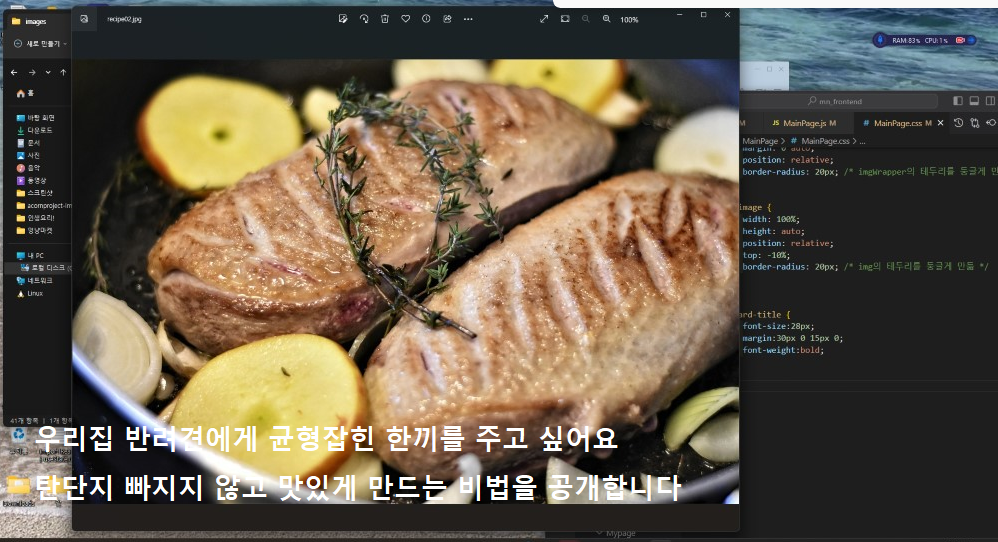 images
recipe02.jpg
100%
새로 만들기
RAM:83% CPU:1%
홈
바탕 화면
다운로드
문서
사진
음악
동영상
스크린샷
acornproject-im
인생요리!
멍냥마켓
내 PC
로컬 디스크 (
네트워크
Linux
41개 항목 | 1개 항목
우리집 반려견에게 균형잡힌 한끼를 주고 싶어요
탄단지 빠지지 않고 맛있게 만드는 비법을 공개합니다
mn_frontend
M
JS MainPage.js M
# MainPage.css M
MainPage > # MainPage.css > ...
margin: 0 auto;
position: relative;
border-radius: 20px; /* imgWrapper의 테두리를 둥글게 만
image {
width: 100%;
height: auto;
position: relative;
top: -10%;
border-radius: 20px; /* img의 테두리를 둥글게 만듦 */
rd-title {
font-size:28px;
margin:30px 0 15px 0;
font-weight:bold;
Mypage